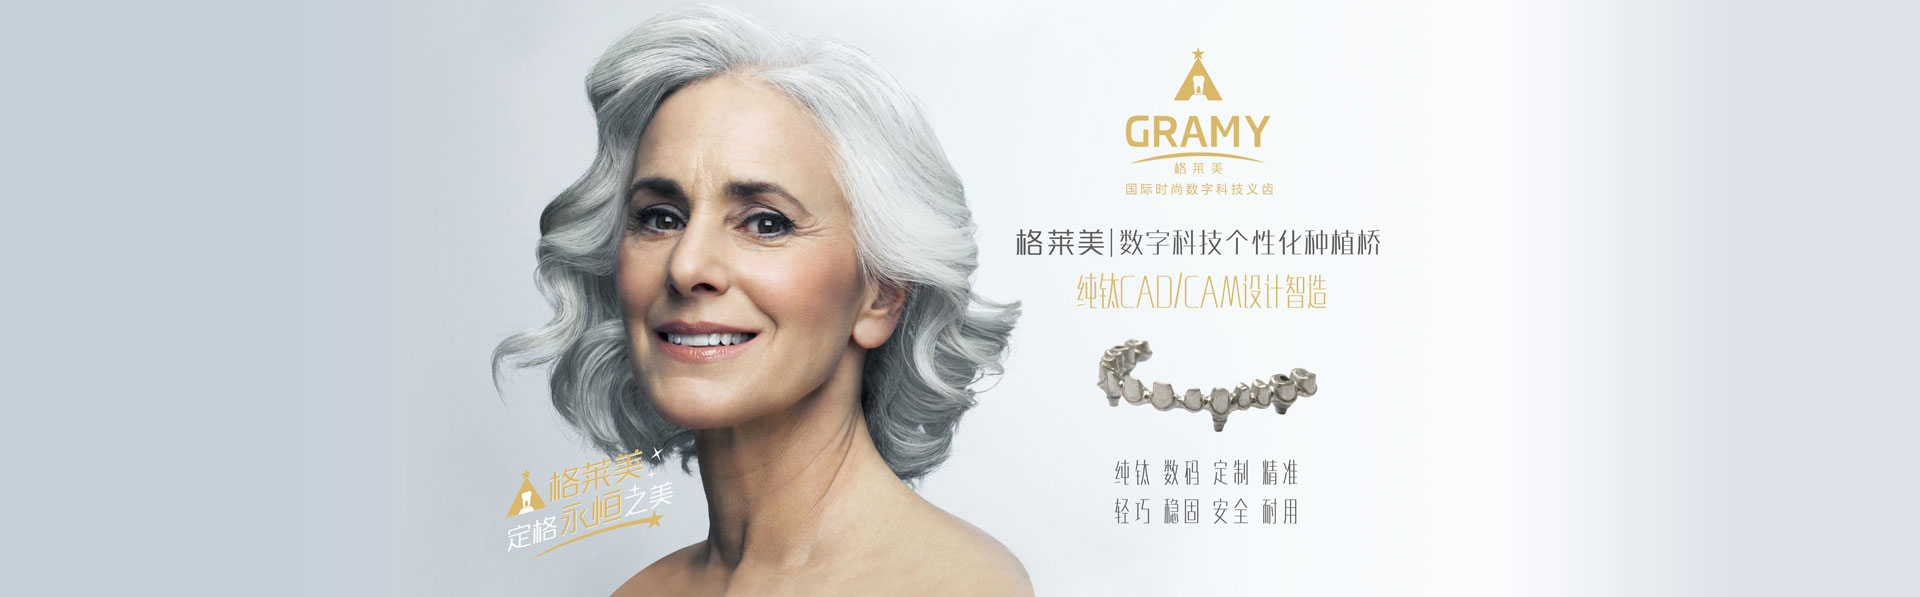 GRAMY
格莱美
国际时尚数字科技义齿
格莱美|数字科技个性化种植桥
纯钛CAD/CAM设计智造
纯钛 数码 定制 精准
轻巧 稳固 安全 耐用
格莱美
定格永恒之美